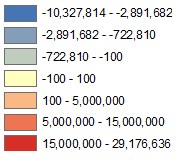 -10,327,814 - -2,891,682
-2,891,682 - -722,810
-722,810 - -100
-100 - 100
100 - 5,000,000
5,000,000 - 15,000,000
15,000,000 - 29,176,636